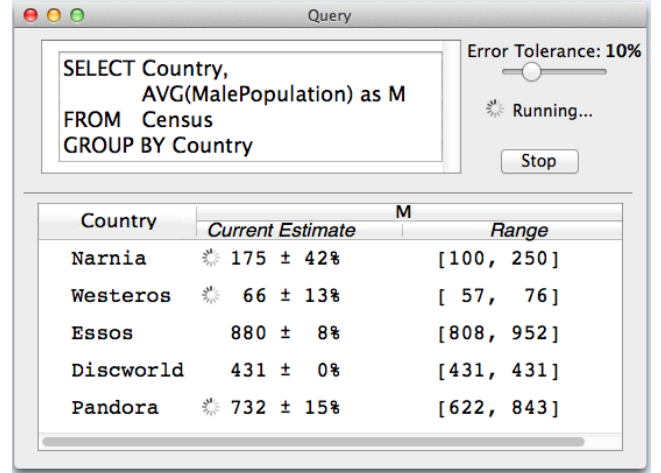 Query
SELECT Country,
AVG(MalePopulation) as M
FROM Census
GROUP BY Country
Error Tolerance: 10%
Running...
Stop
Country M
Current Estimate Range
Narnia 175 ± 42% [100, 250]
Westeros 66 ± 13% [ 57, 76]
Essos 880 ± 8% [808, 952]
Discworld 431 ± 0% [431, 431]
Pandora 732 ± 15% [622, 843]